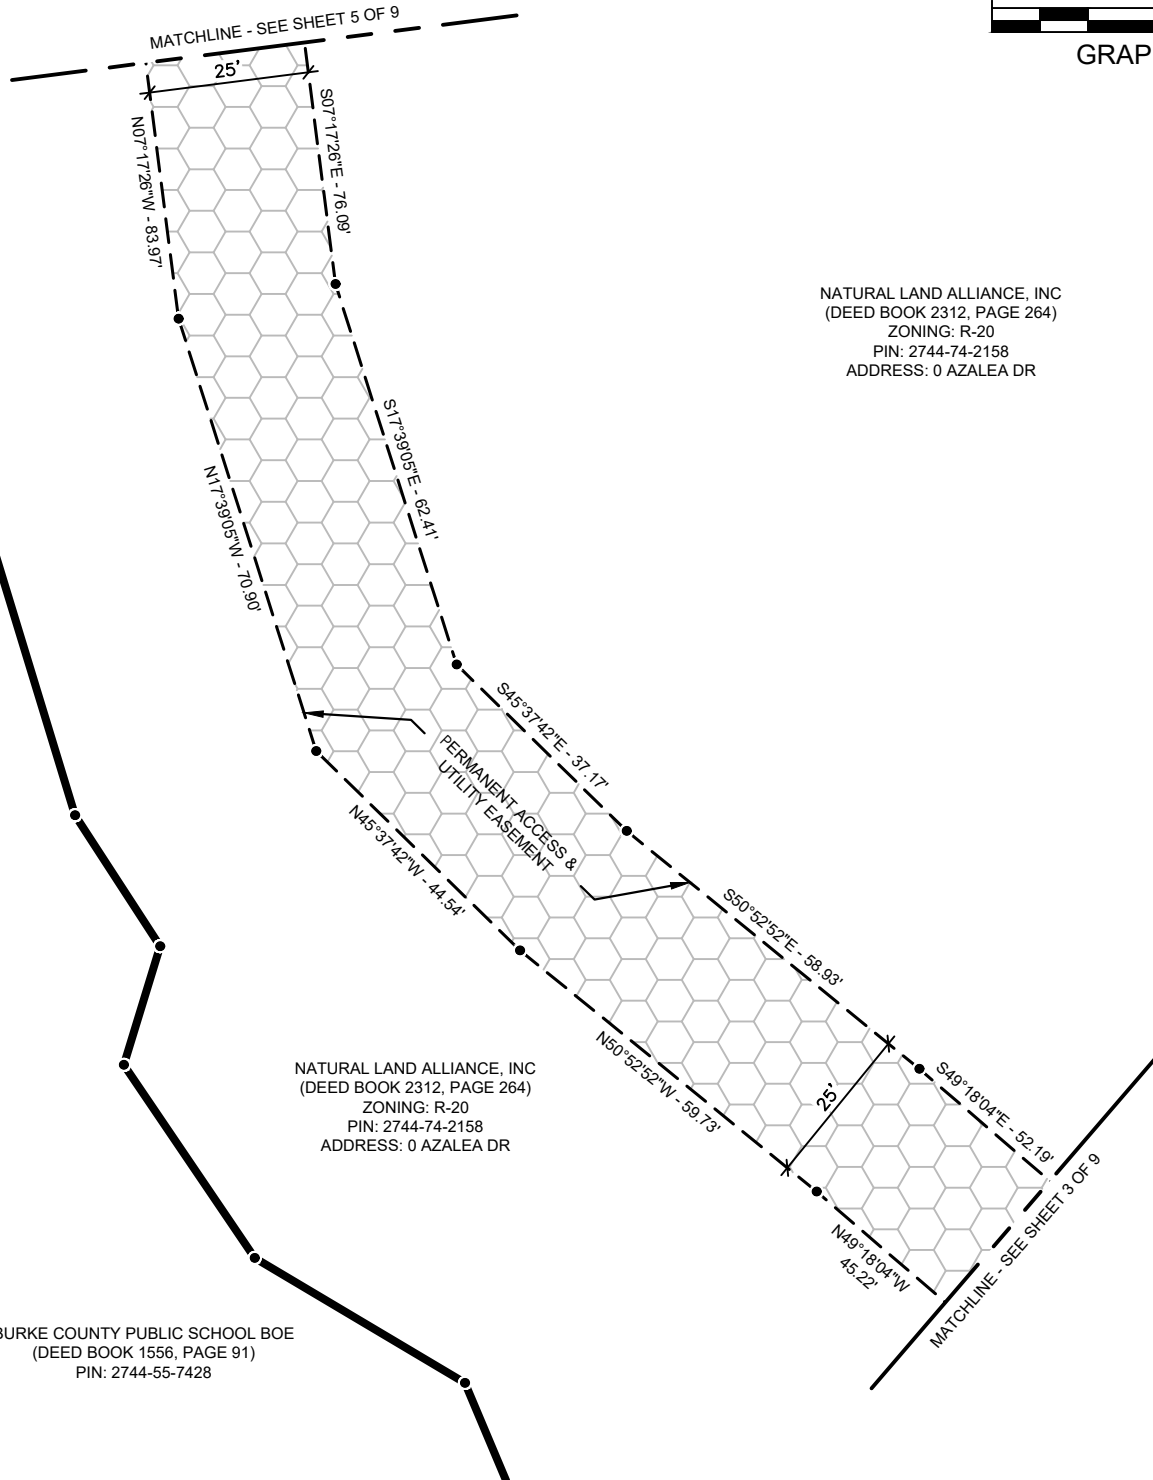 MATCHLINE - SEE SHEET 5 OF 9
GRAP
25'
N07°17'26"W - 83.97'
S07°17'26"E - 76.09'
NATURAL LAND ALLIANCE, INC
(DEED BOOK 2312, PAGE 264)
ZONING: R-20
PIN: 2744-74-2158
ADDRESS: 0 AZALEA DR
S17°39'05"E - 62.41'
N17°39'05"W - 70.90'
S45°37'42"E - 37.17'
PERMANENT ACCESS &
UTILITY EASEMENT
N45°37'42"W - 44.54'
S50°52'52"E - 58.93'
N50°52'52"W - 59.73'
25'
S49°18'04"E - 52.19'
NATURAL LAND ALLIANCE, INC
(DEED BOOK 2312, PAGE 264)
ZONING: R-20
PIN: 2744-74-2158
ADDRESS: 0 AZALEA DR
N49°18'04"W
45.22'
MATCHLINE - SEE SHEET 3 OF 9
BURKE COUNTY PUBLIC SCHOOL BOE
(DEED BOOK 1556, PAGE 91)
PIN: 2744-55-7428